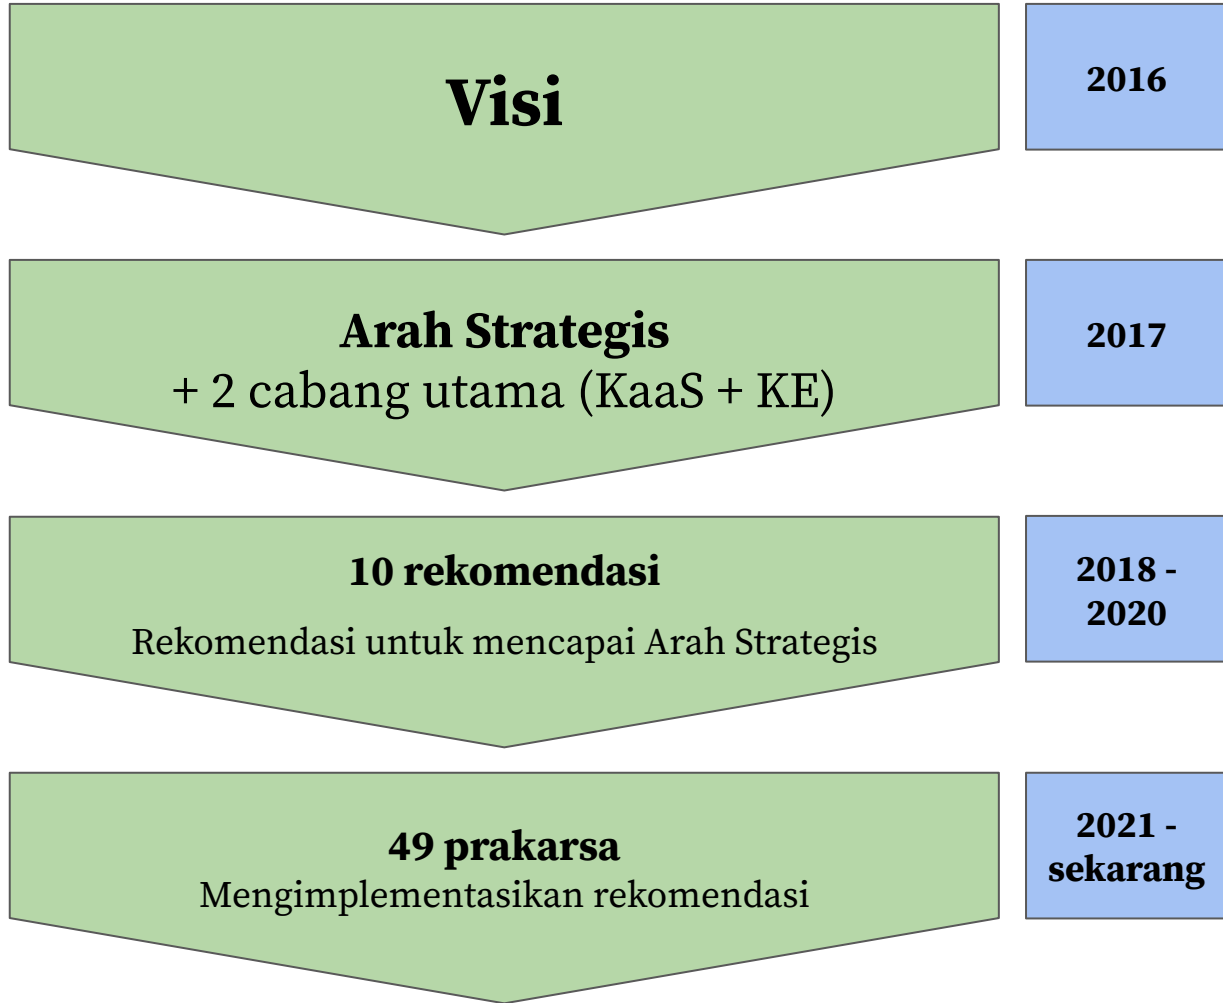 Visi
2016
Arah Strategis
+ 2 cabang utama (KaaS + KE)
2017
10 rekomendasi
Rekomendasi untuk mencapai Arah Strategis
2018 -
2020
49 prakarsa
Mengimplementasikan rekomendasi
2021 -
sekarang